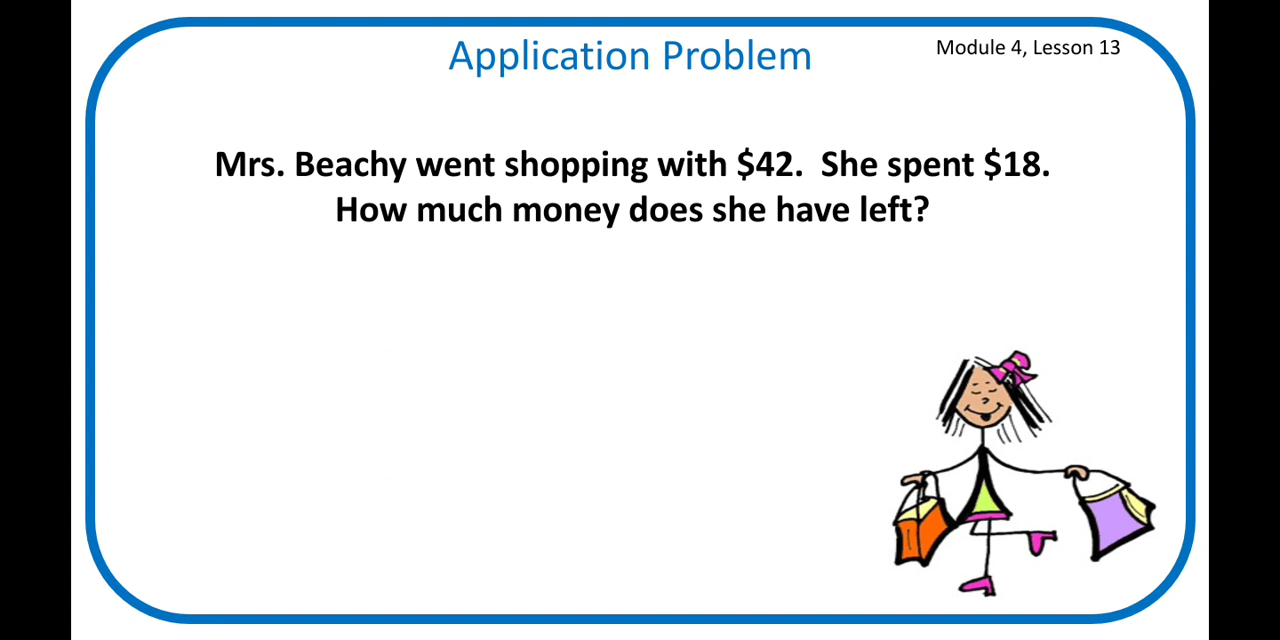 Application Problem
Module 4, Lesson 13
Mrs. Beachy went shopping with $42.  She spent $18.
How much money does she have left?